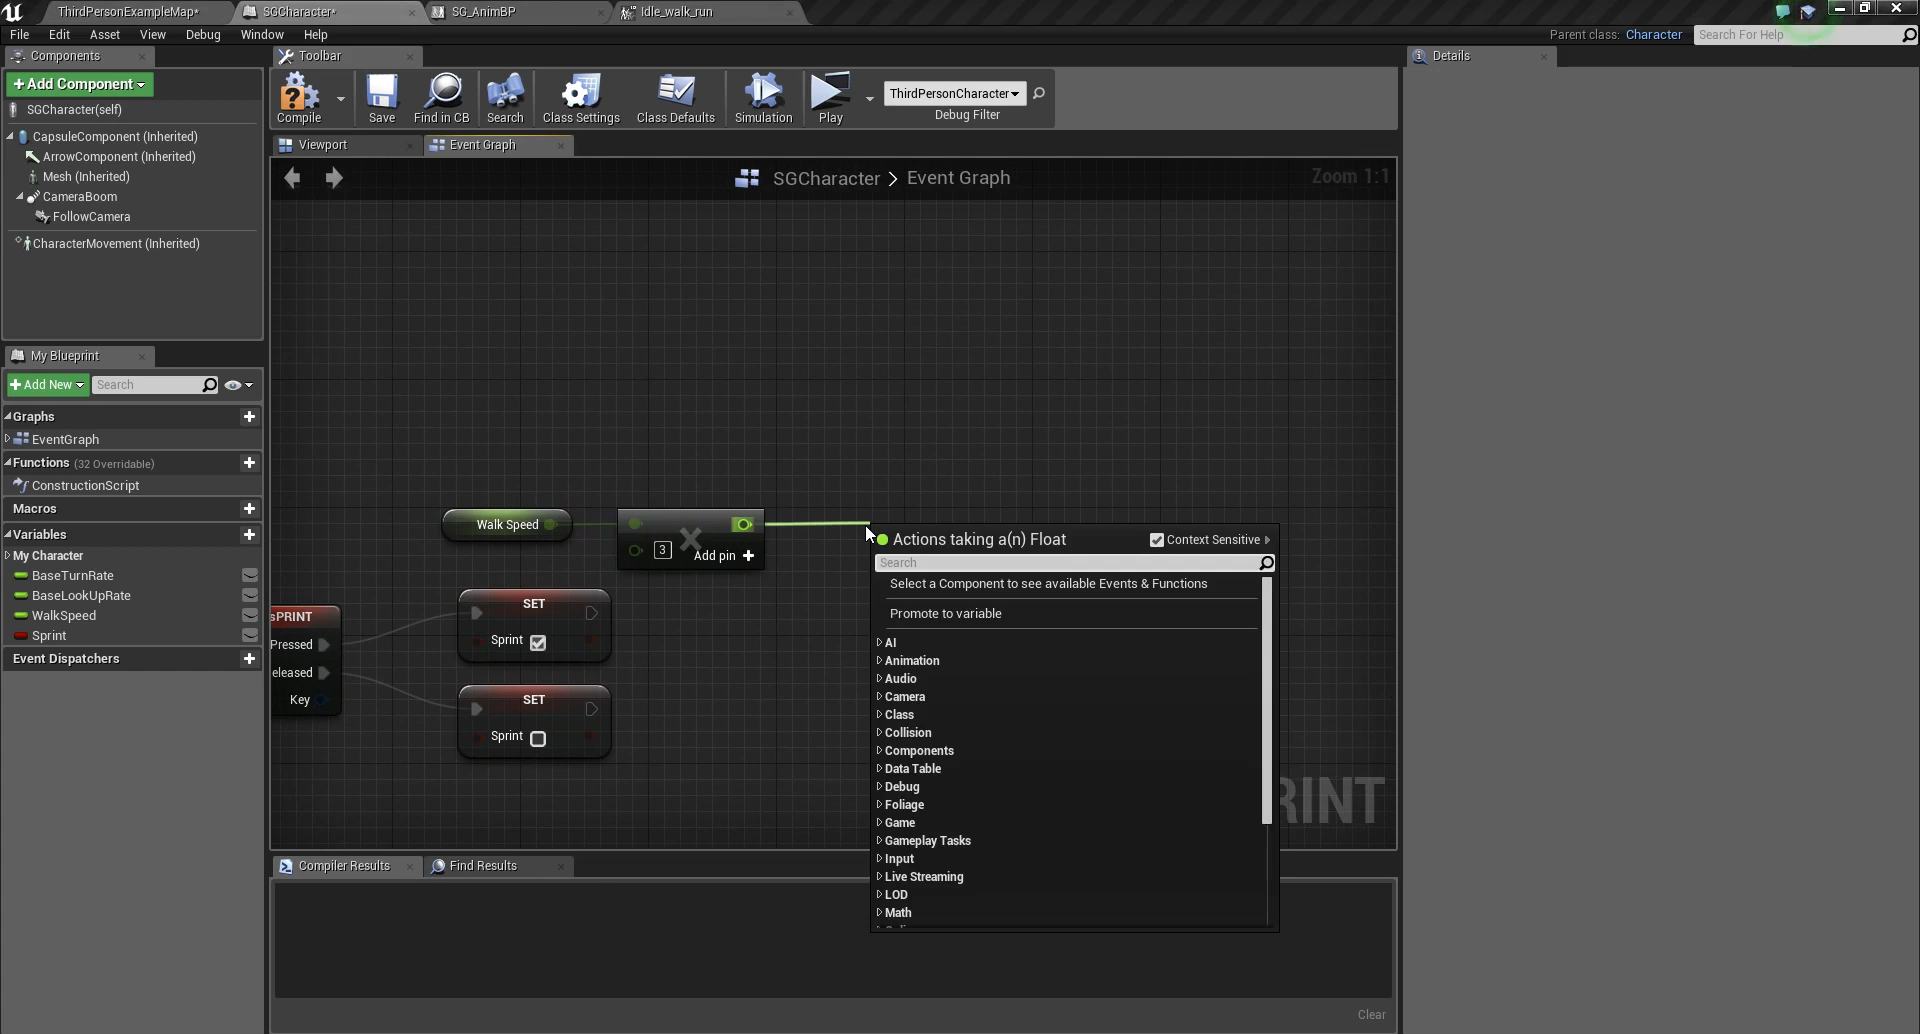 ThirdPersonExampleMap*
SGCharacter*
SG_AnimBP
Idle_walk_run
File Edit Asset View Debug Window Help
Parent class: Character
Search For Help
Components
Toolbar
Details
+Add Component
SGCharacter(self)
CapsuleComponent (Inherited)
ArrowComponent (Inherited)
Mesh (Inherited)
CameraBoom
FollowCamera
CharacterMovement (Inherited)
Compile
Save
Find in CB
Search
Class Settings
Class Defaults
Simulation
Play
ThirdPersonCharacter
Debug Filter
Viewport
Event Graph
SGCharacter > Event Graph
Zoom 1:1
My Blueprint
+Add New
Search
Graphs
EventGraph
Functions (32 Overridable)
ConstructionScript
Macros
Variables
My Character
BaseTurnRate
BaseLookUpRate
WalkSpeed
Sprint
Event Dispatchers
Walk Speed
3
Add pin +
sPRINT
Pressed
eleased
Key
SET
Sprint
SET
Sprint
Actions taking a(n) Float
Context Sensitive
Search
Select a Component to see available Events & Functions
Promote to variable
AI
Animation
Audio
Camera
Class
Collision
Components
Data Table
Debug
Foliage
Game
Gameplay Tasks
Input
Live Streaming
LOD
Math
RINT
Compiler Results
Find Results
Clear